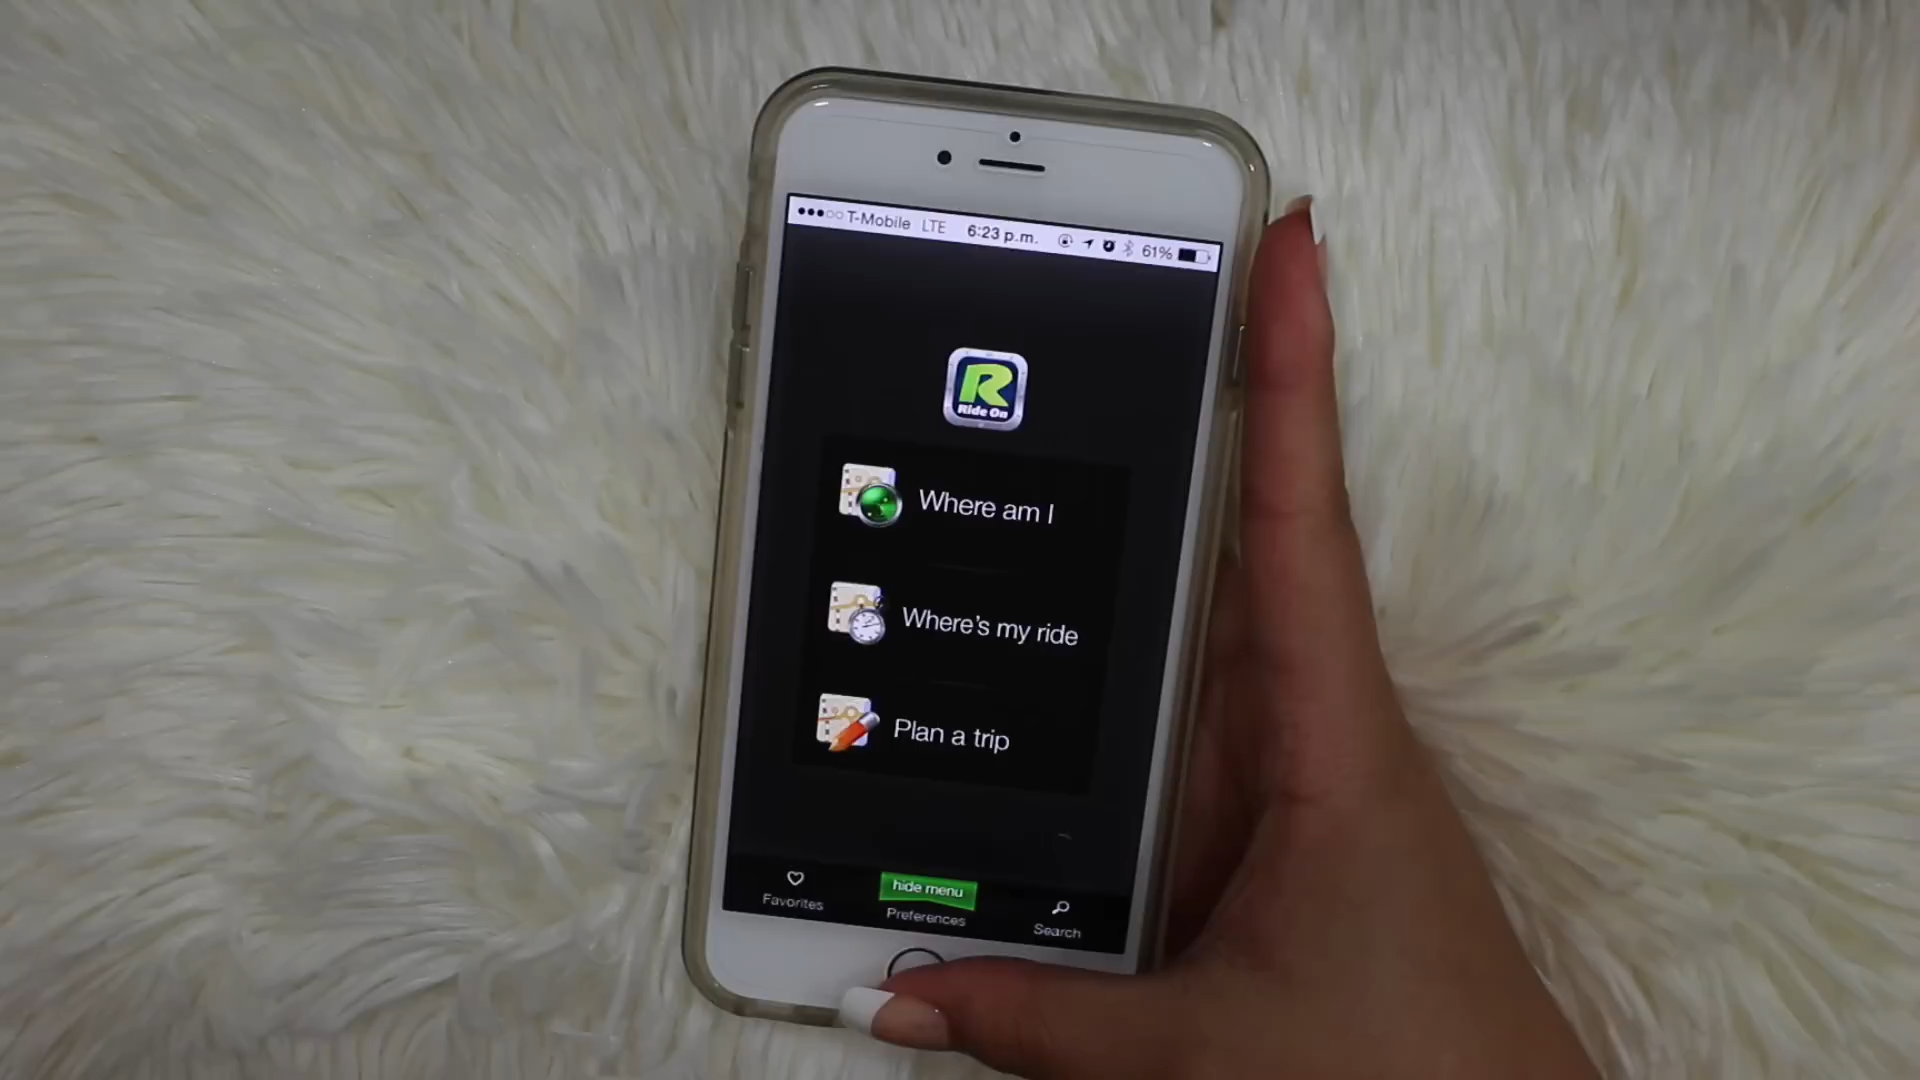 T-Mobile LTE 6:23 p.m. 61%
R
Ride On
Where am I
Where's my ride
Plan a trip
hide menu
Favorites Preferences Search